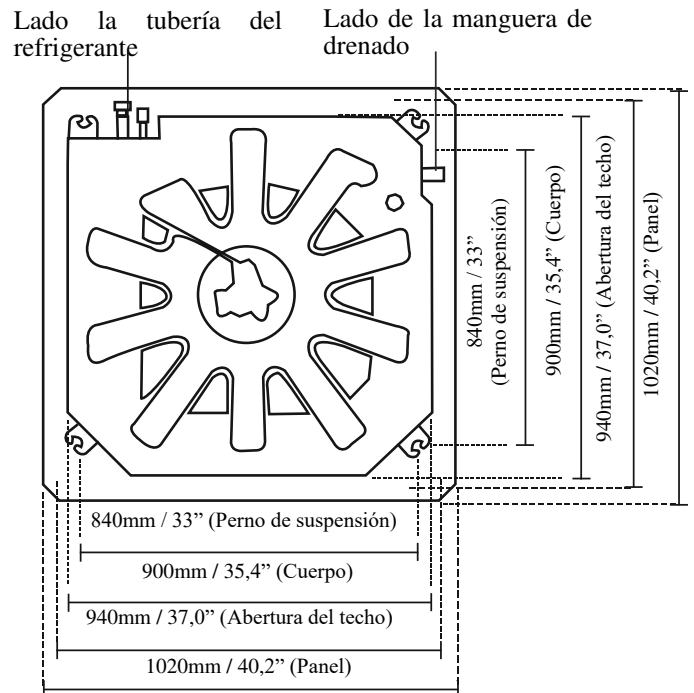 Lado la tubería del
refrigerante
Lado de la manguera de
drenado
840mm / 33”
(Perno de suspensión)
900mm / 35,4” (Cuerpo)
940mm / 37,0” (Abertura del techo)
1020mm / 40,2” (Panel)
840mm / 33” (Perno de suspensión)
900mm / 35,4” (Cuerpo)
940mm / 37,0” (Abertura del techo)
1020mm / 40,2” (Panel)